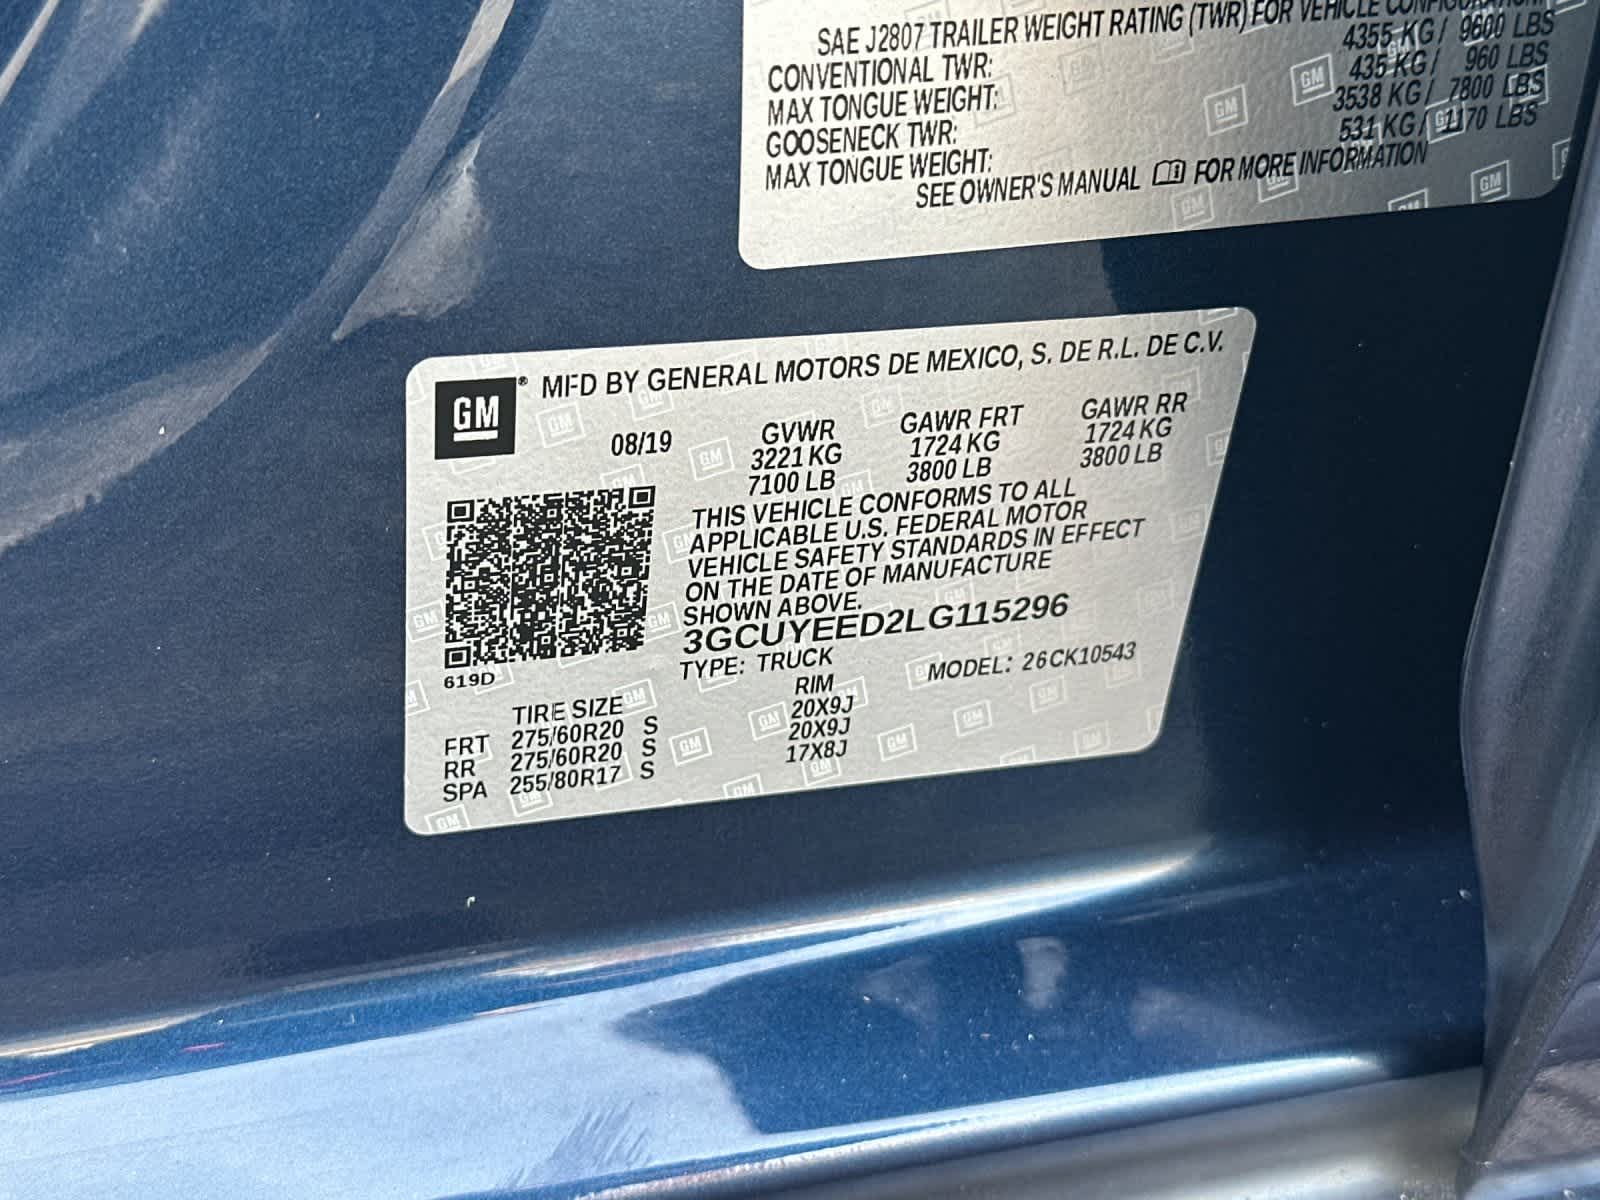 SAE J2807 TRAILER WEIGHT RATING (TWR) FOR VEHICLE CONFIGURATION:
CONVENTIONAL TWR: 4355 KG / 9600 LBS
MAX TONGUE WEIGHT: 435 KG / 960 LBS
GOOSENECK TWR: 3538 KG / 7800 LBS
MAX TONGUE WEIGHT: 531 KG / 1170 LBS
SEE OWNER'S MANUAL FOR MORE INFORMATION
GM® MFD BY GENERAL MOTORS DE MEXICO, S. DE R.L. DE C.V.
08/19 GVWR GAWR FRT GAWR RR
3221 KG 1724 KG 1724 KG
7100 LB 3800 LB 3800 LB
THIS VEHICLE CONFORMS TO ALL
APPLICABLE U.S. FEDERAL MOTOR
VEHICLE SAFETY STANDARDS IN EFFECT
ON THE DATE OF MANUFACTURE
SHOWN ABOVE.
3GCUYEED2LG115296
619D TYPE: TRUCK MODEL: 26CK10543
TIRE SIZE RIM
FRT 275/60R20 S 20X9J
RR 275/60R20 S 20X9J
SPA 255/80R17 S 17X8J